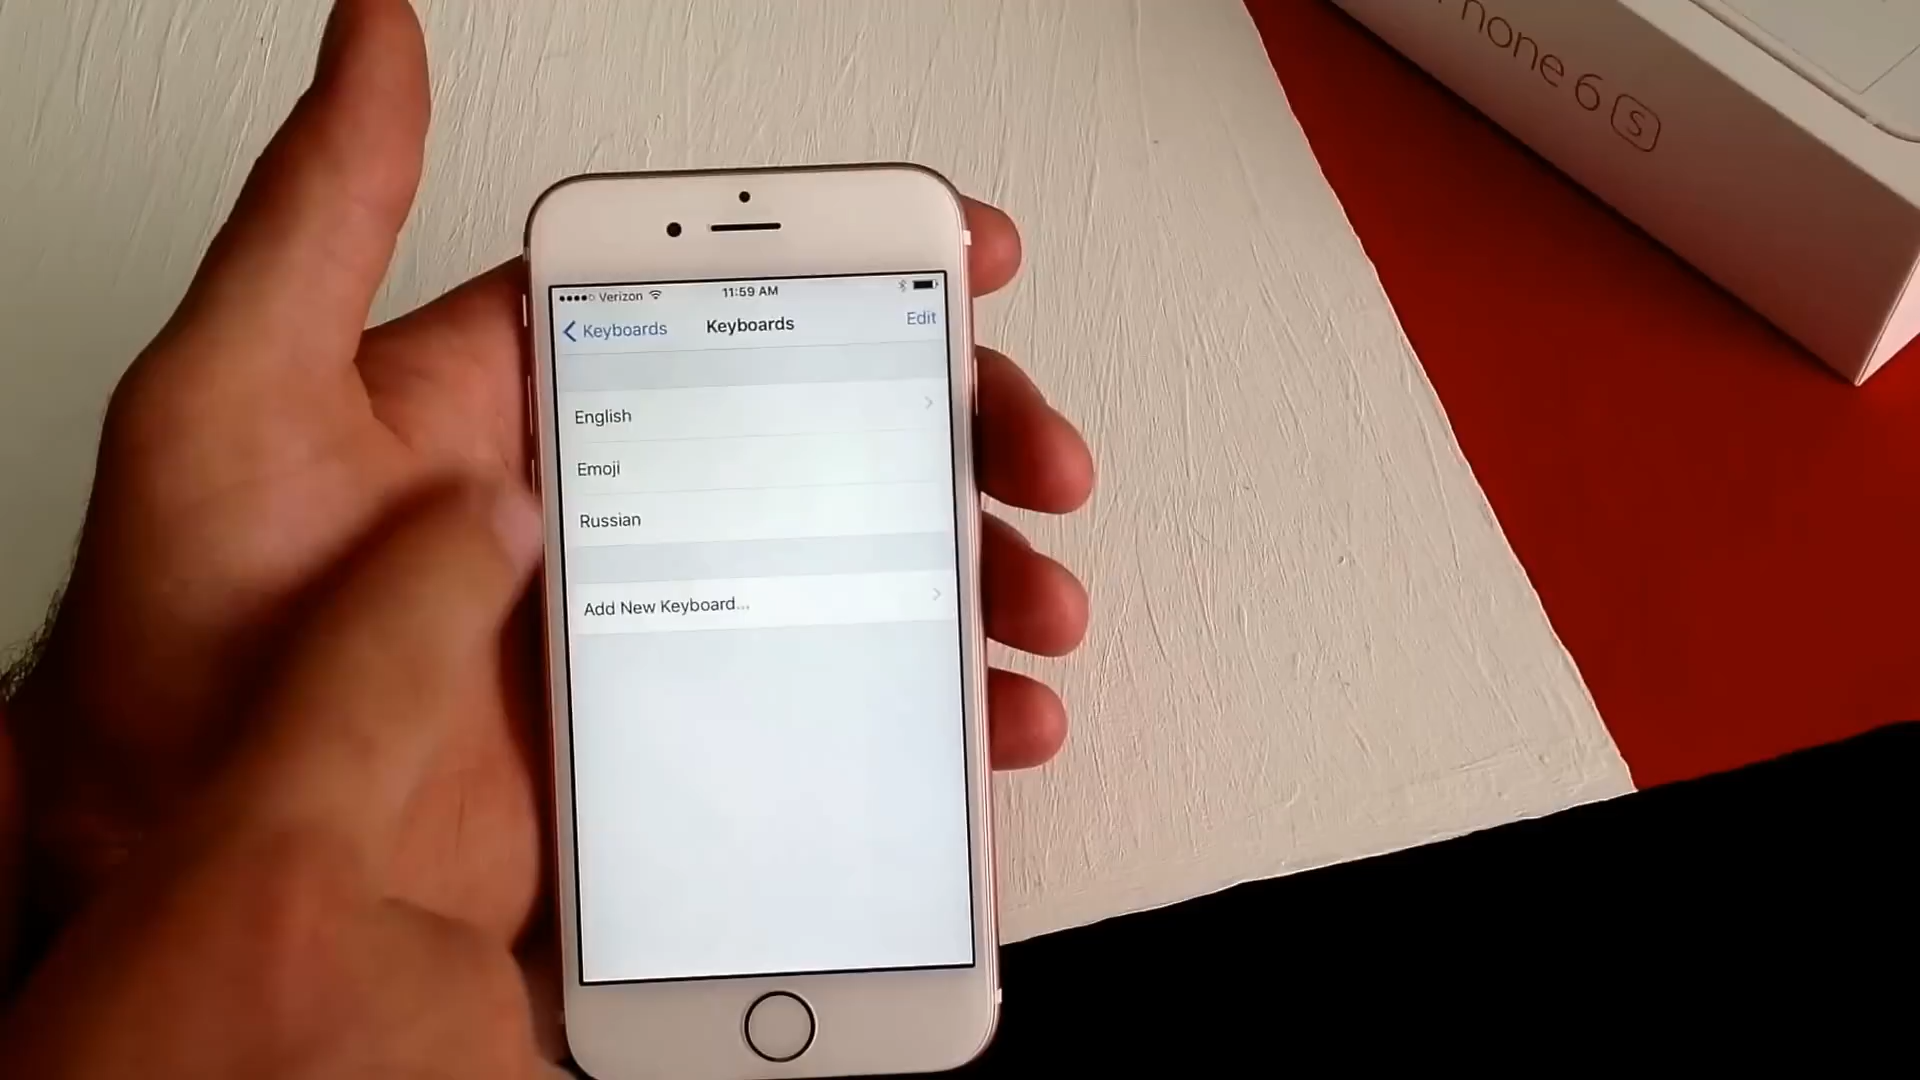 hone 6 S
Verizon 11:59 AM
Keyboards Keyboards Edit
English
Emoji
Russian
Add New Keyboard...